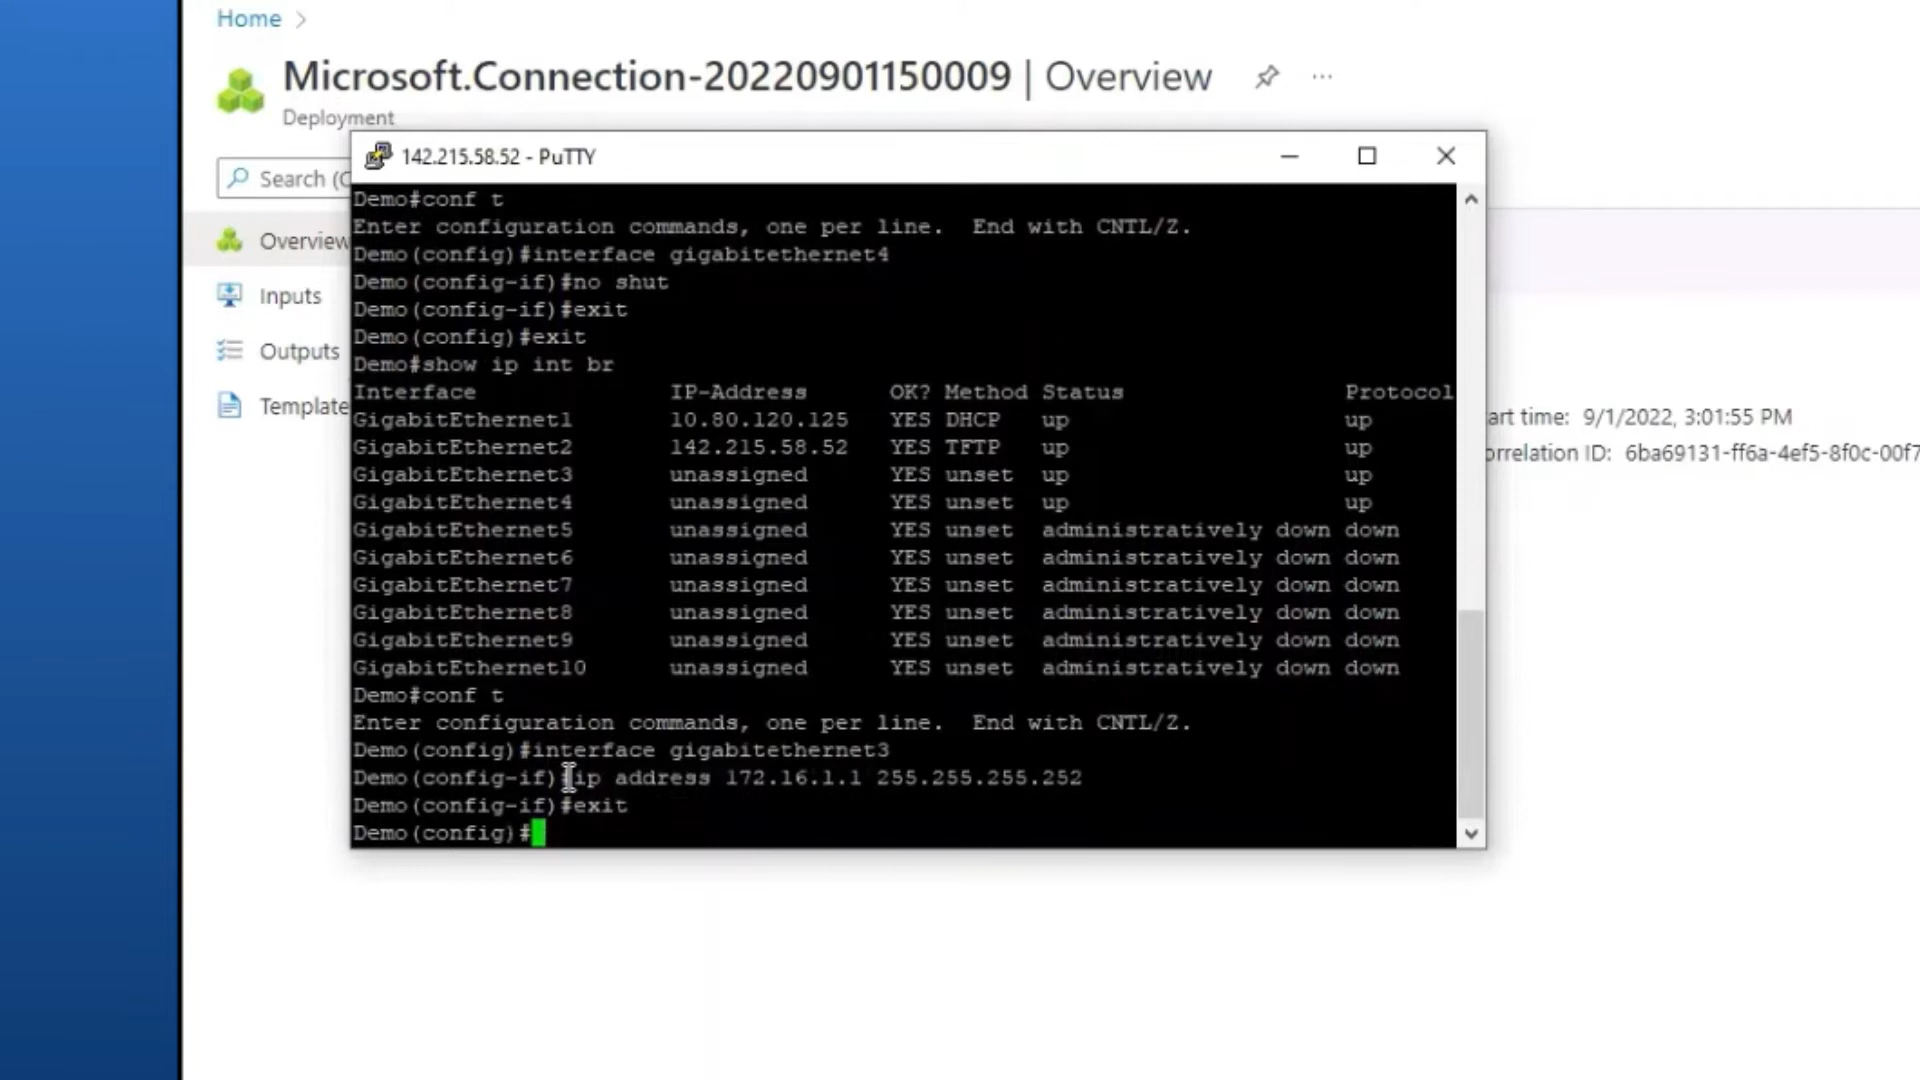 Home >
Microsoft.Connection-20220901150009 | Overview ...
Deployment
142.215.58.52 - PuTTY
Search (C
Overview
Inputs
Outputs
Template
Demo#conf t
Enter configuration commands, one per line.  End with CNTL/Z.
Demo(config)#interface gigabitethernet4
Demo(config-if)#no shut
Demo(config-if)#exit
Demo(config)#exit
Demo#show ip int br
Interface IP-Address OK? Method Status Protocol
GigabitEthernet1 10.80.120.125 YES DHCP up up
GigabitEthernet2 142.215.58.52 YES TFTP up up
GigabitEthernet3 unassigned YES unset up up
GigabitEthernet4 unassigned YES unset up up
GigabitEthernet5 unassigned YES unset administratively down down
GigabitEthernet6 unassigned YES unset administratively down down
GigabitEthernet7 unassigned YES unset administratively down down
GigabitEthernet8 unassigned YES unset administratively down down
GigabitEthernet9 unassigned YES unset administratively down down
GigabitEthernet10 unassigned YES unset administratively down down
Demo#conf t
Enter configuration commands, one per line.  End with CNTL/Z.
Demo(config)#interface gigabitethernet3
Demo(config-if)#ip address 172.16.1.1 255.255.255.252
Demo(config-if)#exit
Demo(config)#
art time: 9/1/2022, 3:01:55 PM
orrelation ID: 6ba69131-ff6a-4ef5-8f0c-00f7